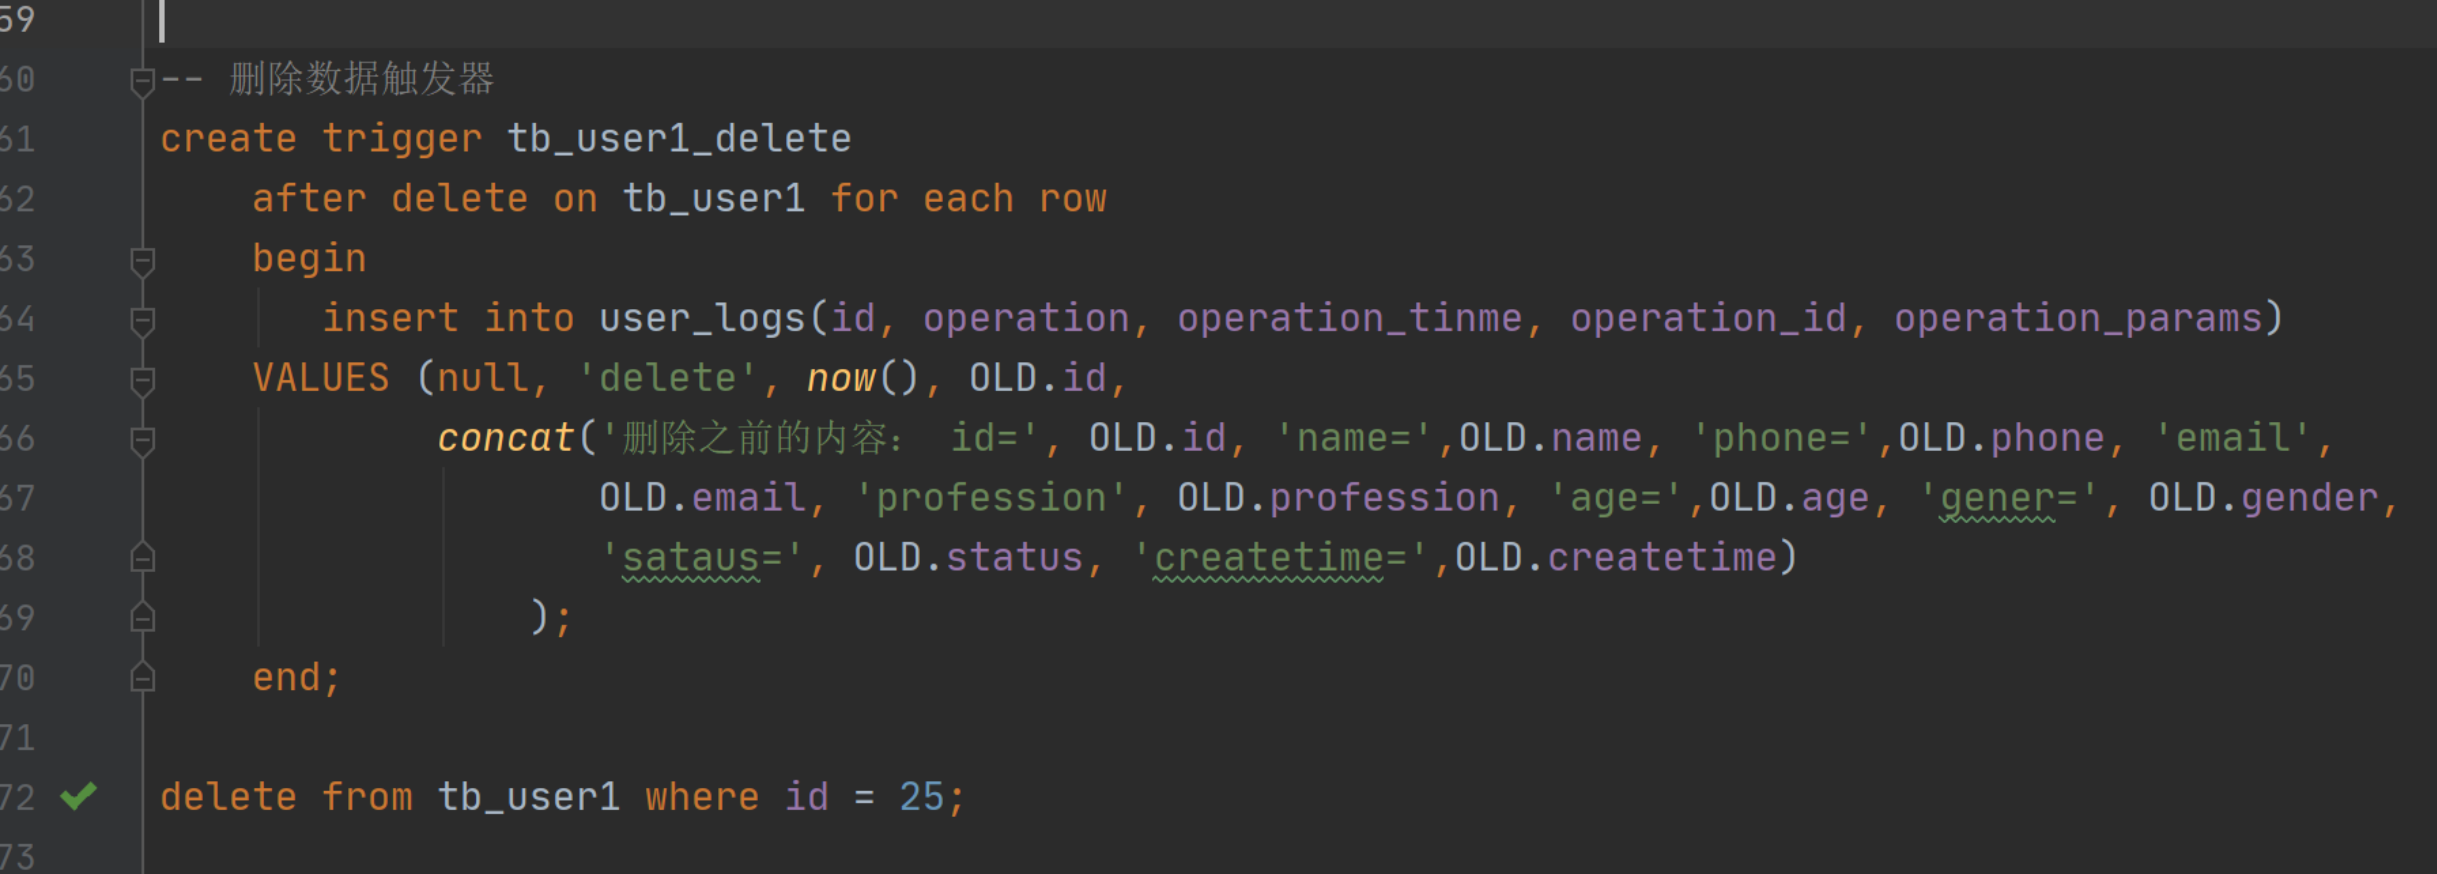 59
60 -- 删除数据触发器
61 create trigger tb_user1_delete
62 after delete on tb_user1 for each row
63 begin
64 insert into user_logs(id, operation, operation_tinme, operation_id, operation_params)
65 VALUES (null, 'delete', now(), OLD.id,
66 concat('删除之前的内容： id=', OLD.id, 'name=',OLD.name, 'phone=',OLD.phone, 'email',
67 OLD.email, 'profession', OLD.profession, 'age=',OLD.age, 'gener=', OLD.gender,
68 'sataus=', OLD.status, 'createtime=',OLD.createtime)
69 );
70 end;
71
72 delete from tb_user1 where id = 25;
73